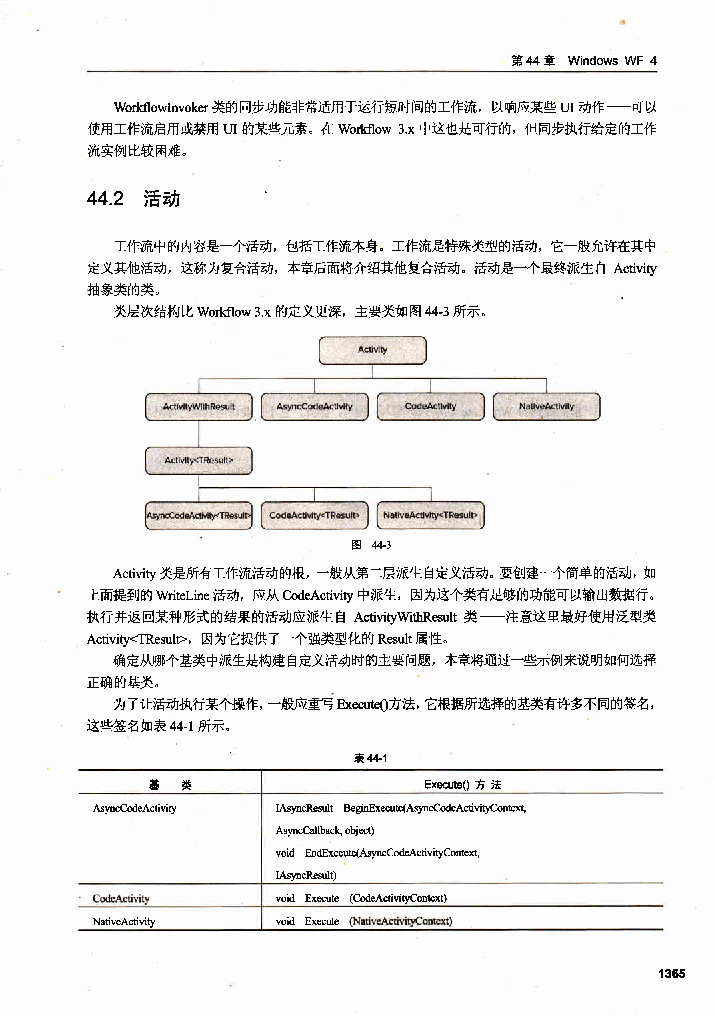 第 44 章 Windows WF 4
WorkflowInvoker 类的同步功能非常适用于运行短时间的工作流，以响应某些 UI 动作——可以
使用工作流启用或禁用 UI 的某些元素。在 Workflow 3.x 中这也是可行的，但同步执行给定的工作
流实例比较困难。
44.2 活动
工作流中的内容是一个活动，包括工作流本身。工作流是特殊类型的活动，它一般允许在其中
定义其他活动，这称为复合活动，本章后面将介绍其他复合活动。活动是一个最终派生自 Activity
抽象类的类。
类层次结构比 Workflow 3.x 的定义更深，主要类如图 44-3 所示。
Activity
ActivityWithResult AsyncCodeActivity CodeActivity NativeActivity
Activity<TResult>
AsyncCodeActivity<TResult> CodeActivity<TResult> NativeActivity<TResult>
图 44-3
Activity 类是所有工作流活动的根，一般从第二层派生自定义活动。要创建一个简单的活动，如
上面提到的 WriteLine 活动，应从 CodeActivity 中派生，因为这个类有足够的功能可以输出数据行。
执行并返回某种形式的结果的活动应派生自 ActivityWithResult 类——注意这里最好使用泛型类
Activity<TResult>，因为它提供了一个强类型化的 Result 属性。
确定从哪个基类中派生是构建自定义活动时的主要问题，本章将通过一些示例来说明如何选择
正确的基类。
为了让活动执行某个操作，一般应重写 Execute()方法，它根据所选择的基类有许多不同的签名，
这些签名如表 44-1 所示。
表 44-1
基 类 Execute() 方 法
AsyncCodeActivity IAsyncResult BeginExecute(AsyncCodeActivityContext,
AsyncCallback, object)
void EndExecute(AsyncCodeActivityContext,
IAsyncResult)
CodeActivity void Execute (CodeActivityContext)
NativeActivity void Execute (NativeActivityContext)
1365